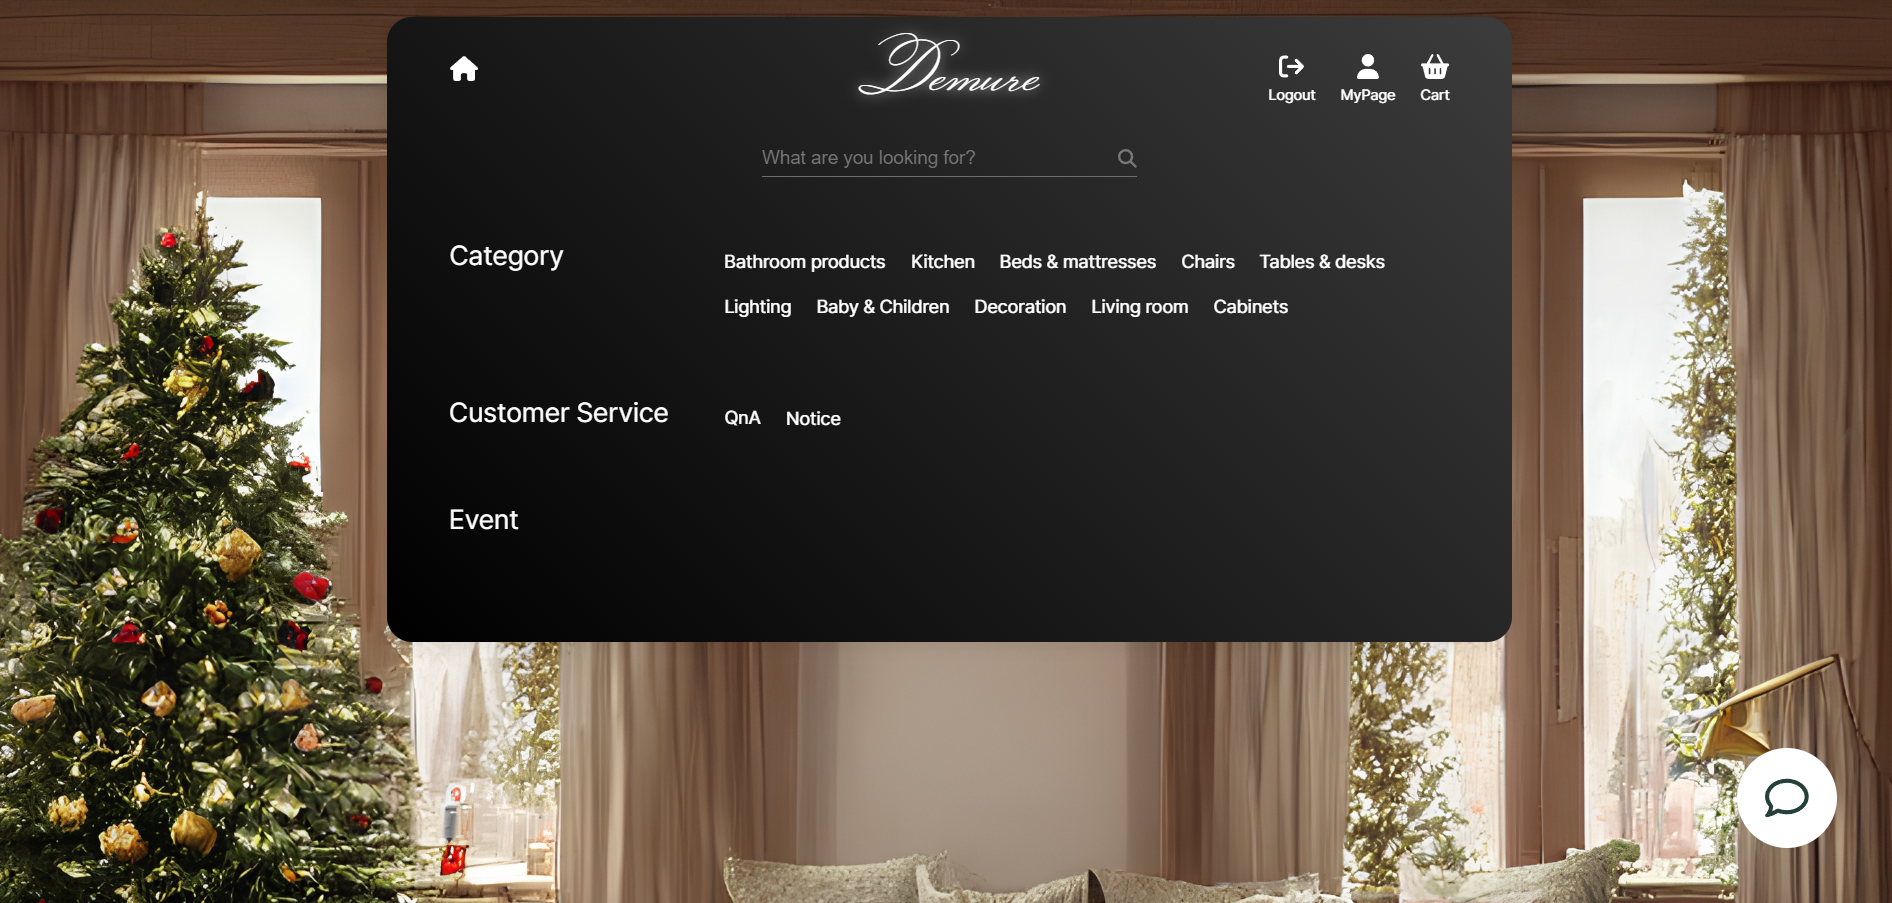 Demure
Logout MyPage Cart
What are you looking for?
Category
Bathroom products Kitchen Beds & mattresses Chairs Tables & desks
Lighting Baby & Children Decoration Living room Cabinets
Customer Service QnA Notice
Event